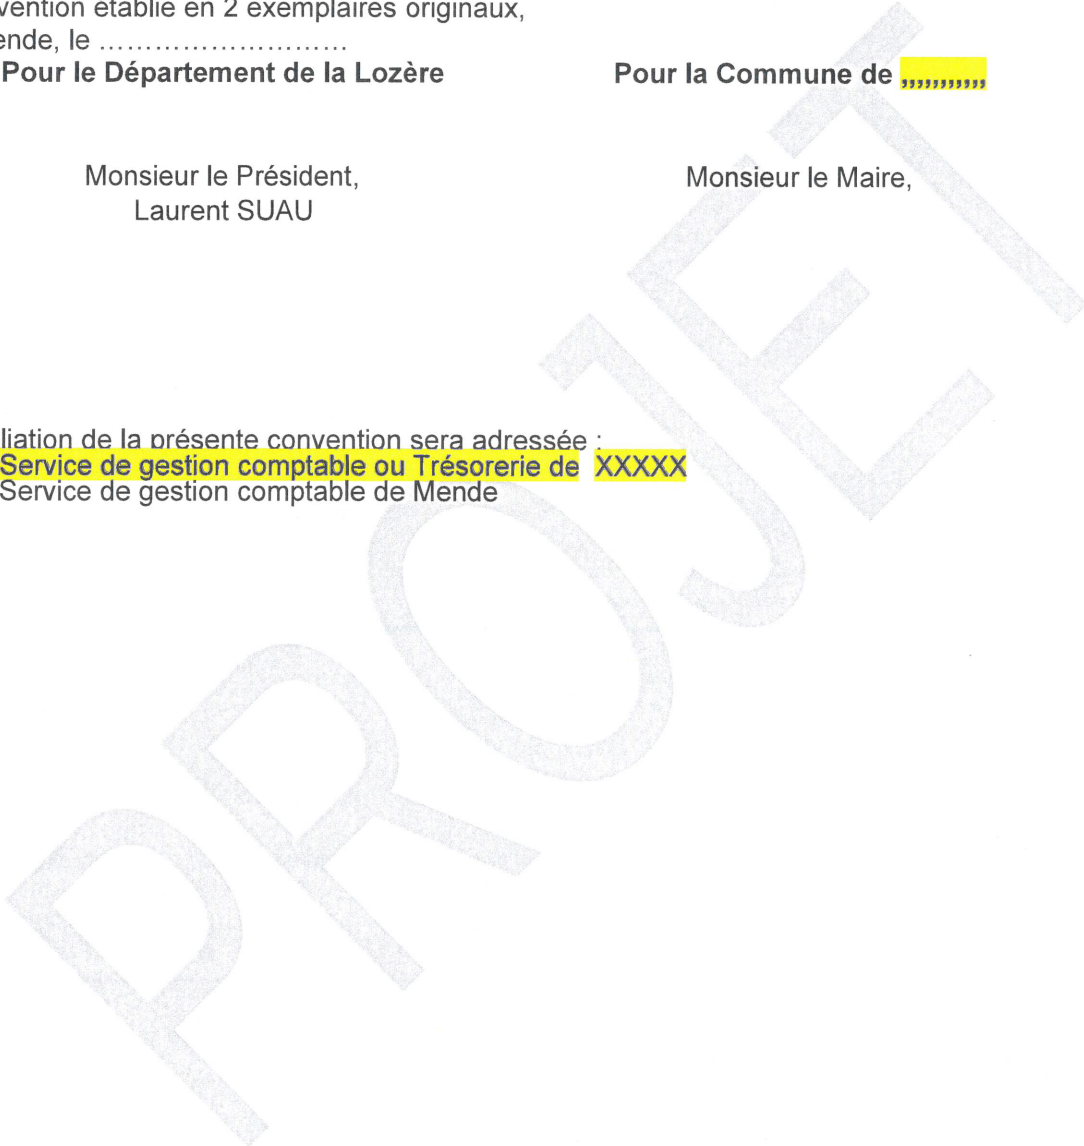 vention établie en 2 exemplaires originaux,
ende, le ………………………
Pour le Département de la Lozère Pour la Commune de ,,,,,,,,,,,
Monsieur le Président, Monsieur le Maire,
Laurent SUAU
liation de la présente convention sera adressée :
Service de gestion comptable ou Trésorerie de XXXXX
Service de gestion comptable de Mende
PROJET